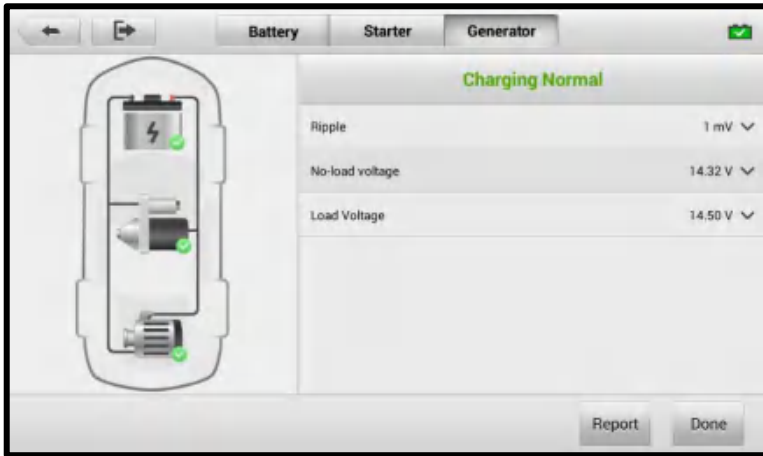 Battery Starter Generator
Charging Normal
Ripple 1 mV
No-load voltage 14.32 V
Load Voltage 14.50 V
Report Done